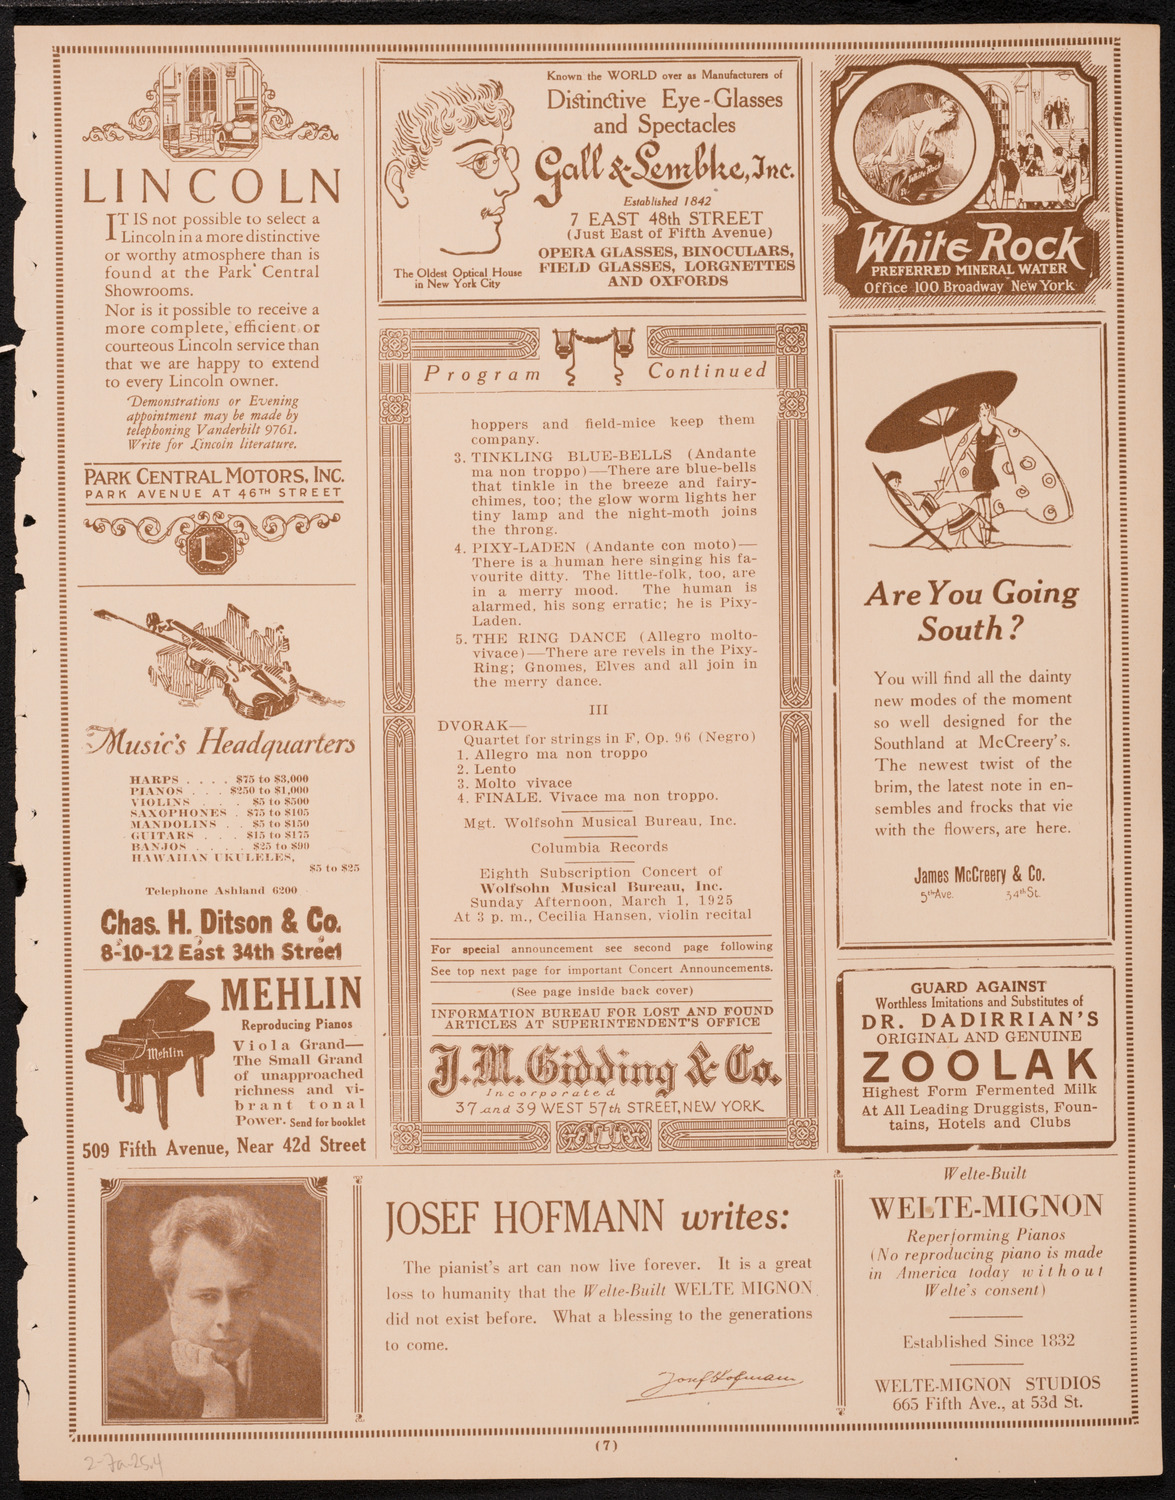 LINCOLN
IT IS not possible to select a
Lincoln in a more distinctive
or worthy atmosphere than is
found at the Park Central
Showrooms.
Nor is it possible to receive a
more complete, efficient or
courteous Lincoln service than
that we are happy to extend
to every Lincoln owner.
Demonstrations or Evening
appointment may be made by
telephoning Vanderbilt 9761.
Write for Lincoln literature.
PARK CENTRAL MOTORS, INC.
PARK AVENUE AT 46TH STREET
L
Music's Headquarters
HARPS . . . . $75 to $3,000
PIANOS . . . $250 to $1,000
VIOLINS . . . $5 to $500
SAXOPHONES . $75 to $105
MANDOLINS . . $5 to $150
GUITARS . . . $15 to $175
BANJOS . . . . . $25 to $90
HAWAIIAN UKULELES,
$5 to $25
Telephone Ashland 6200
Chas. H. Ditson & Co.
8-10-12 East 34th Street
MEHLIN
Reproducing Pianos
Viola Grand—
The Small Grand
of unapproached
richness and vi-
brant tonal
Power. Send for booklet
Mehlin
509 Fifth Avenue, Near 42d Street
Known the WORLD over as Manufacturers of
Distinctive Eye-Glasses
and Spectacles
Gall & Lembke, Inc.
Established 1842
7 EAST 48th STREET
(Just East of Fifth Avenue)
OPERA GLASSES, BINOCULARS,
FIELD GLASSES, LORGNETTES
AND OXFORDS
The Oldest Optical House
in New York City
Program Continued
hoppers and field-mice keep them
company.
3. TINKLING BLUE-BELLS (Andante
ma non troppo)—There are blue-bells
that tinkle in the breeze and fairy-
chimes, too; the glow worm lights her
tiny lamp and the night-moth joins
the throng.
4. PIXY-LADEN (Andante con moto)—
There is a human here singing his fa-
vourite ditty. The little-folk, too, are
in a merry mood. The human is
alarmed, his song erratic; he is Pixy-
Laden.
5. THE RING DANCE (Allegro molto-
vivace)—There are revels in the Pixy-
Ring; Gnomes, Elves and all join in
the merry dance.
III
DVORAK—
Quartet for strings in F, Op. 96 (Negro)
1. Allegro ma non troppo
2. Lento
3. Molto vivace
4. FINALE. Vivace ma non troppo.
Mgt. Wolfsohn Musical Bureau, Inc.
Columbia Records
Eighth Subscription Concert of
Wolfsohn Musical Bureau, Inc.
Sunday Afternoon, March 1, 1925
At 3 p. m., Cecilia Hansen, violin recital
For special announcement see second page following
See top next page for important Concert Announcements.
(See page inside back cover)
INFORMATION BUREAU FOR LOST AND FOUND
ARTICLES AT SUPERINTENDENT'S OFFICE
J.M. Gidding & Co.
Incorporated
37 and 39 WEST 57th STREET, NEW YORK
White Rock
White Rock
PREFERRED MINERAL WATER
Office 100 Broadway New York
Are You Going
South?
You will find all the dainty
new modes of the moment
so well designed for the
Southland at McCreery's.
The newest twist of the
brim, the latest note in en-
sembles and frocks that vie
with the flowers, are here.
James McCreery & Co.
5th Ave. 34th St.
GUARD AGAINST
Worthless Imitations and Substitutes of
DR. DADIRRIAN'S
ORIGINAL AND GENUINE
ZOOLAK
Highest Form Fermented Milk
At All Leading Druggists, Foun-
tains, Hotels and Clubs
JOSEF HOFMANN writes:
The pianist's art can now live forever. It is a great
loss to humanity that the Welte-Built WELTE MIGNON
did not exist before. What a blessing to the generations
to come.
Josef Hofmann
Welte-Built
WELTE-MIGNON
Reperforming Pianos
(No reproducing piano is made
in America today without
Welte's consent)
Established Since 1832
WELTE-MIGNON STUDIOS
665 Fifth Ave., at 53d St.
(7)